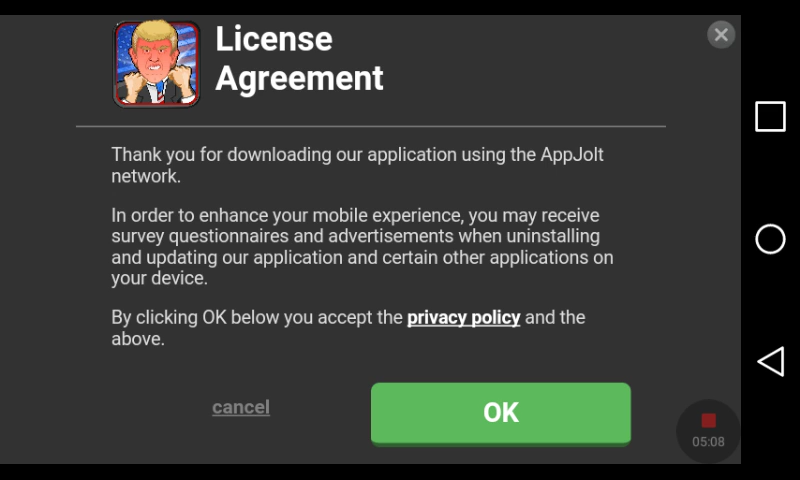 License
Agreement
Thank you for downloading our application using the AppJolt
network.
In order to enhance your mobile experience, you may receive
survey questionnaires and advertisements when uninstalling
and updating our application and certain other applications on
your device.
By clicking OK below you accept the privacy policy and the
above.
cancel
OK
05:08